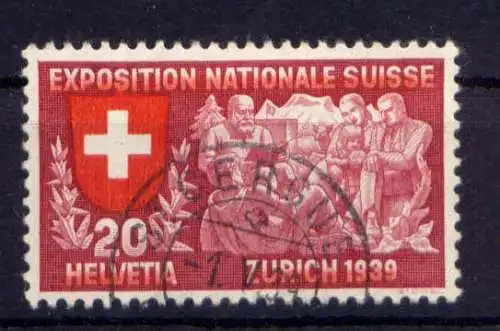 EXPOSITION NATIONALE SUISSE
20
HELVETIA ZURICH 1939